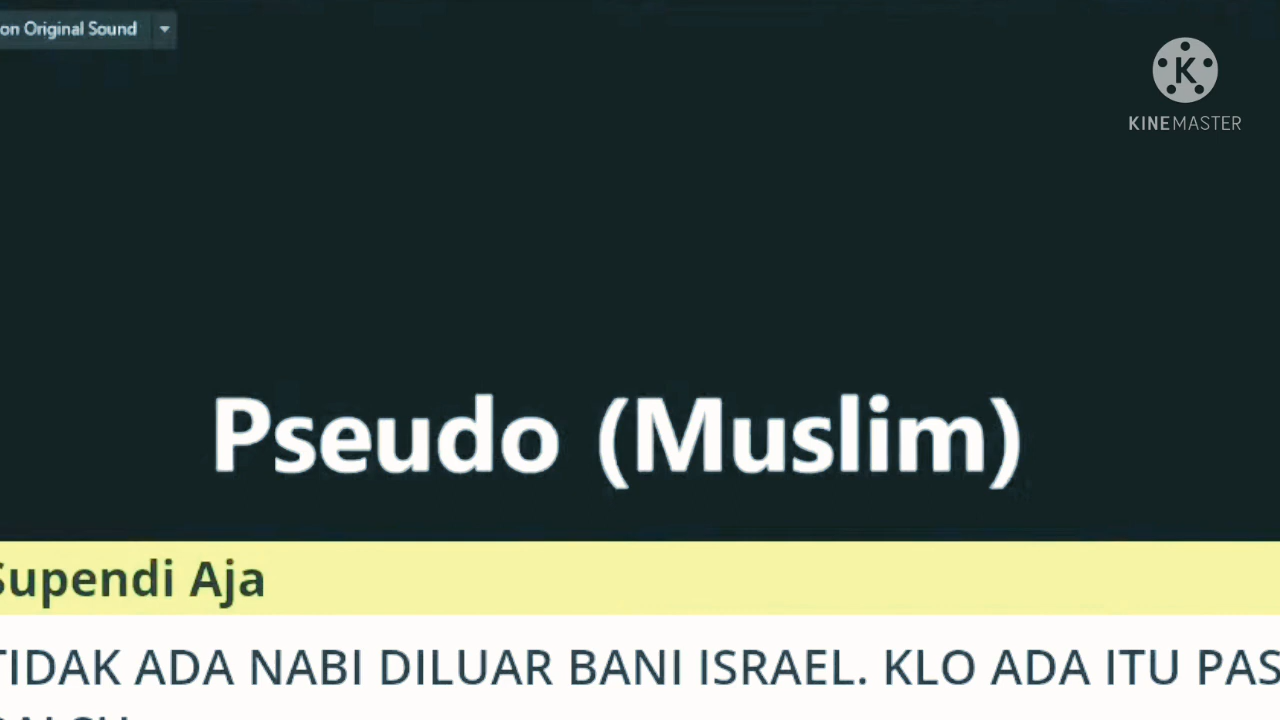 on Original Sound
K
KINEMASTER
Pseudo (Muslim)
Supendi Aja
TIDAK ADA NABI DILUAR BANI ISRAEL. KLO ADA ITU PAS